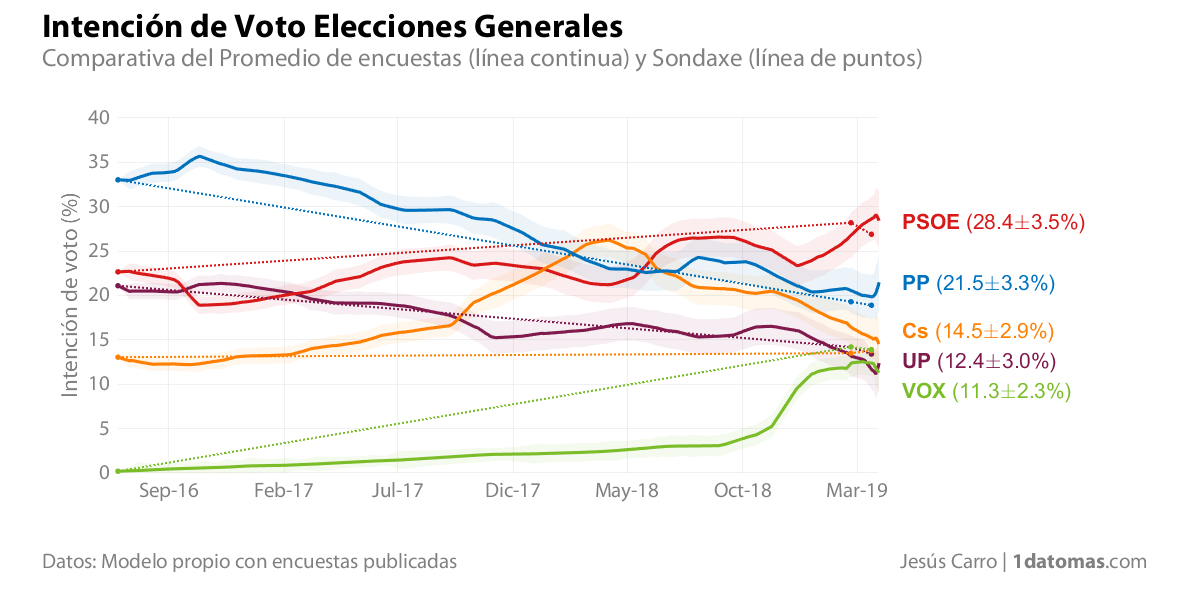 Intención de Voto Elecciones Generales
Comparativa del Promedio de encuestas (línea continua) y Sondaxe (línea de puntos)
Intención de voto (%)
40
35
30
25
20
15
10
5
0
Sep-16 Feb-17 Jul-17 Dic-17 May-18 Oct-18 Mar-19
PSOE (28.4±3.5%)
PP (21.5±3.3%)
Cs (14.5±2.9%)
UP (12.4±3.0%)
VOX (11.3±2.3%)
Datos: Modelo propio con encuestas publicadas
Jesús Carro | 1datomas.com